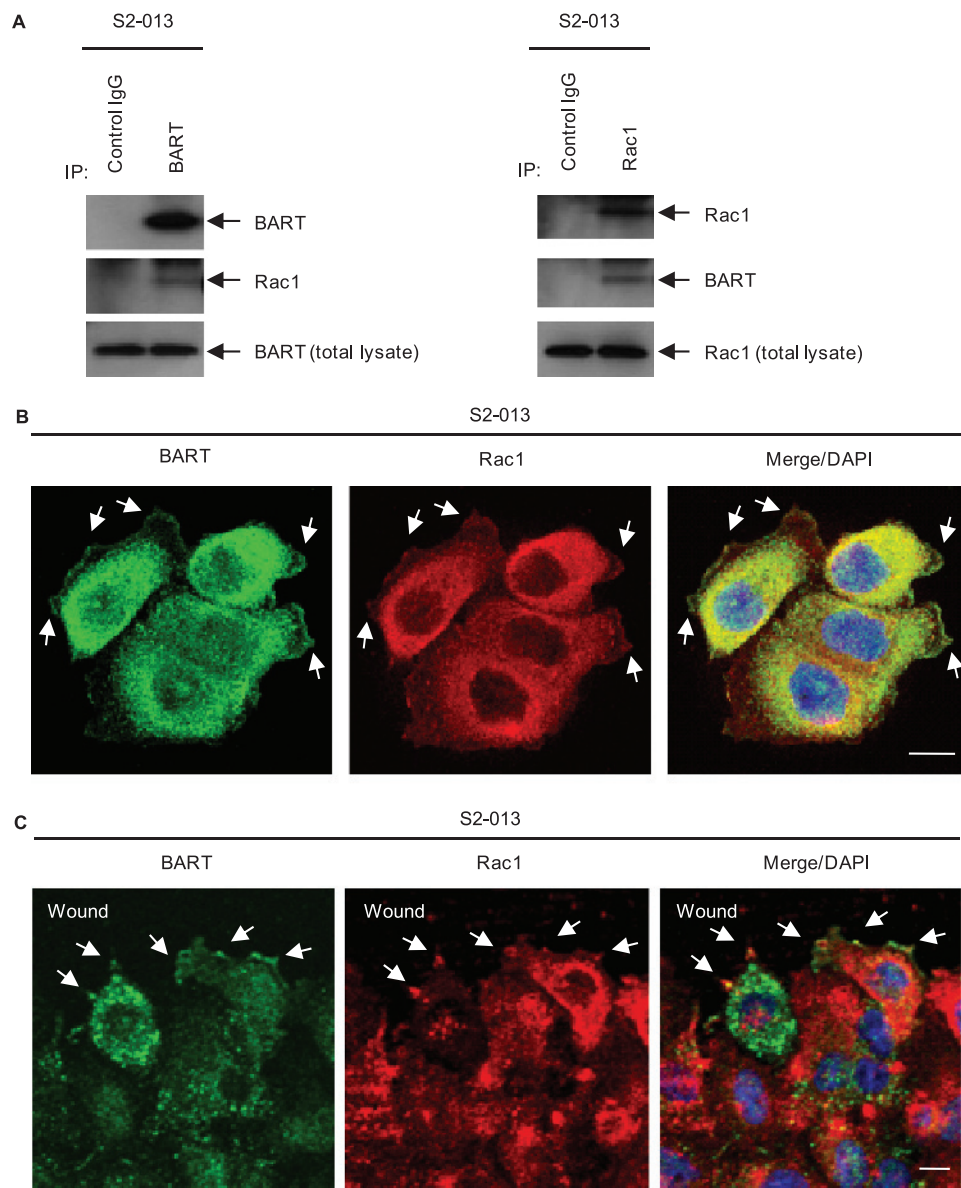 A
S2-013
S2-013
Control IgG
BART
Control IgG
Rac1
IP:
IP:
BART
Rac1
Rac1
BART
BART (total lysate)
Rac1 (total lysate)
B
S2-013
BART
Rac1
Merge/DAPI
C
S2-013
BART
Rac1
Merge/DAPI
Wound
Wound
Wound